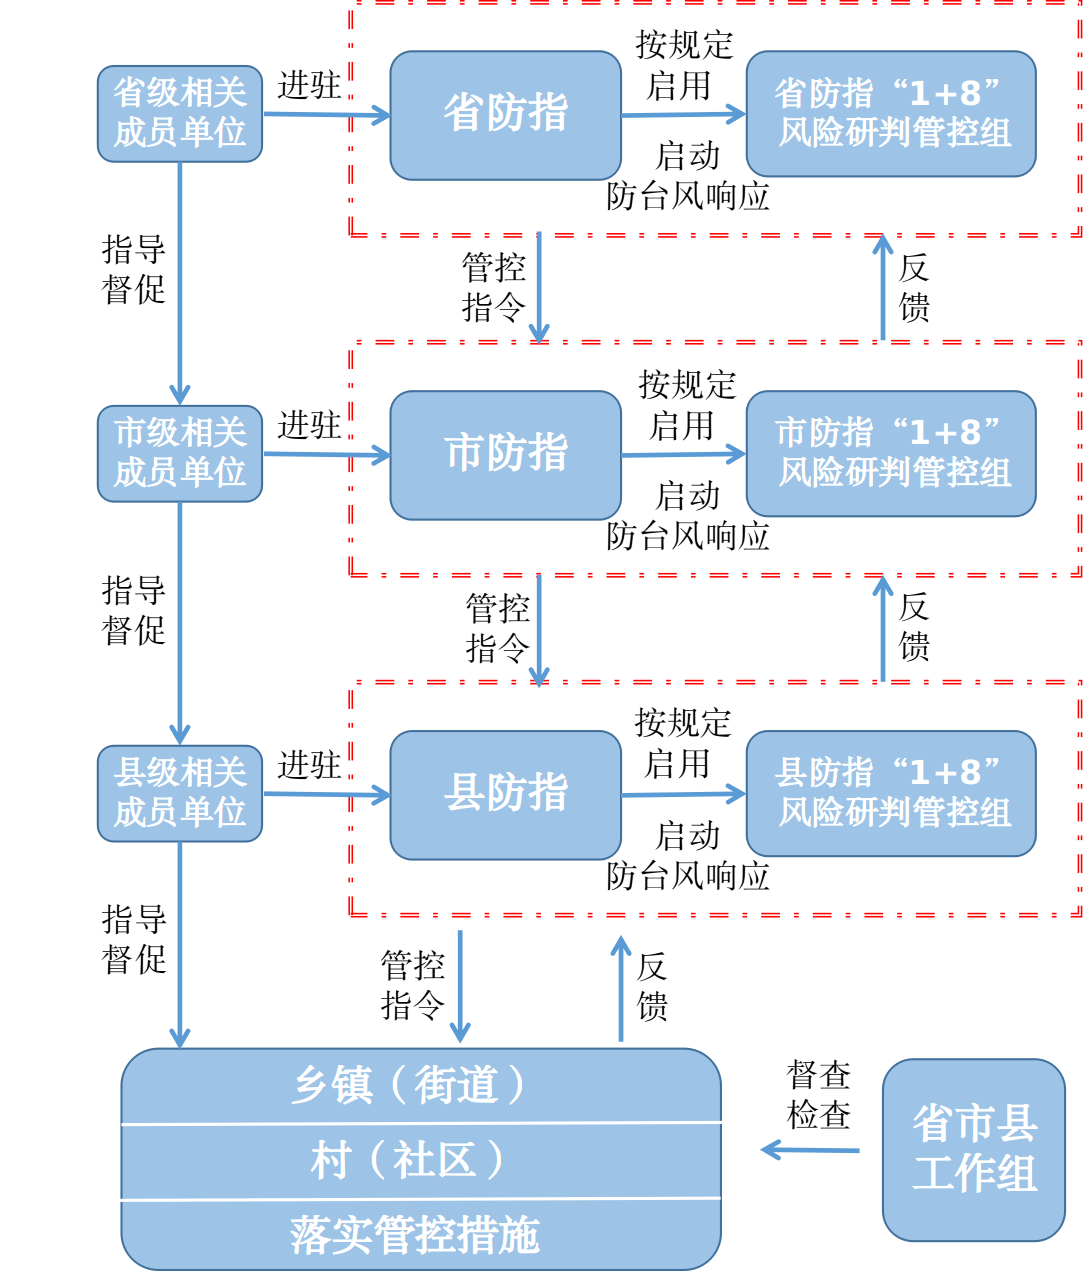 省级相关
成员单位
进驻
省防指
按规定
启用
启动
防台风响应
省防指“1+8”
风险研判管控组
指导
督促
管控
指令
反
馈
市级相关
成员单位
进驻
市防指
按规定
启用
启动
防台风响应
市防指“1+8”
风险研判管控组
指导
督促
管控
指令
反
馈
县级相关
成员单位
进驻
县防指
按规定
启用
启动
防台风响应
县防指“1+8”
风险研判管控组
指导
督促
管控
指令
反
馈
乡镇（街道）
村（社区）
落实管控措施
督查
检查
省市县
工作组